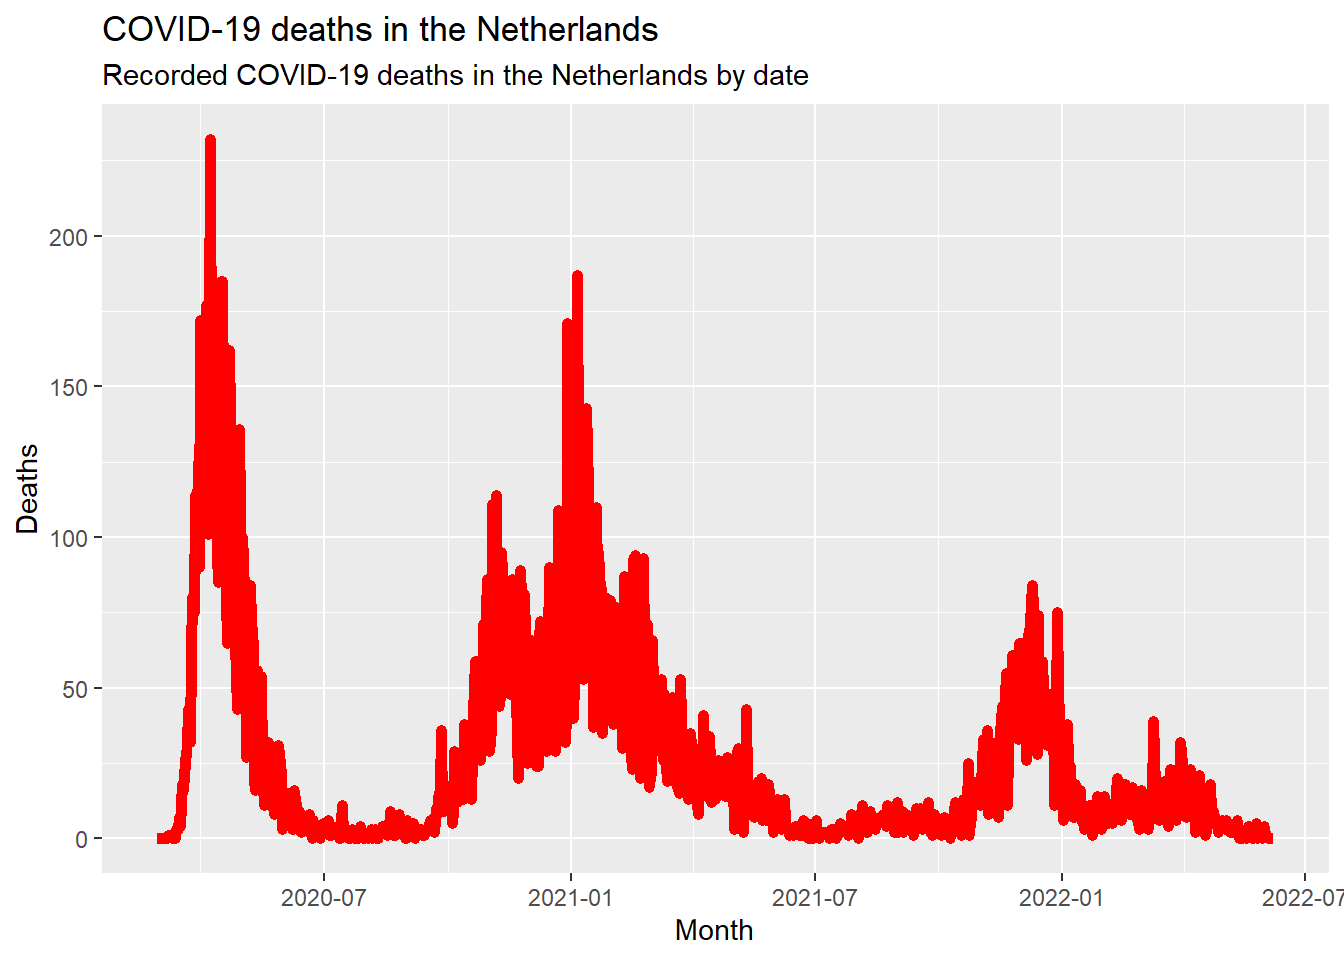 COVID-19 deaths in the Netherlands
Recorded COVID-19 deaths in the Netherlands by date
200
150
100
50
0
Deaths
2020-07
2021-01
2021-07
2022-01
2022-07
Month